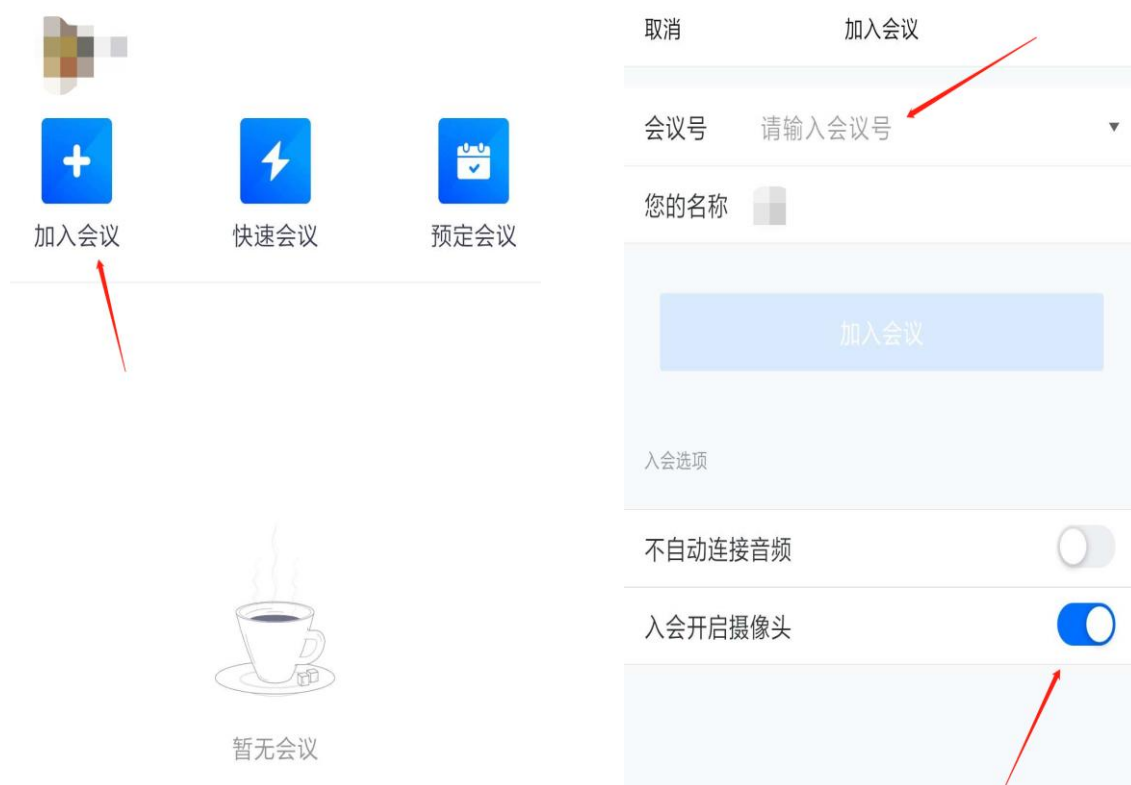 加入会议
快速会议
预定会议
暂无会议
取消
加入会议
会议号
请输入会议号
您的名称
加入会议
入会选项
不自动连接音频
入会开启摄像头